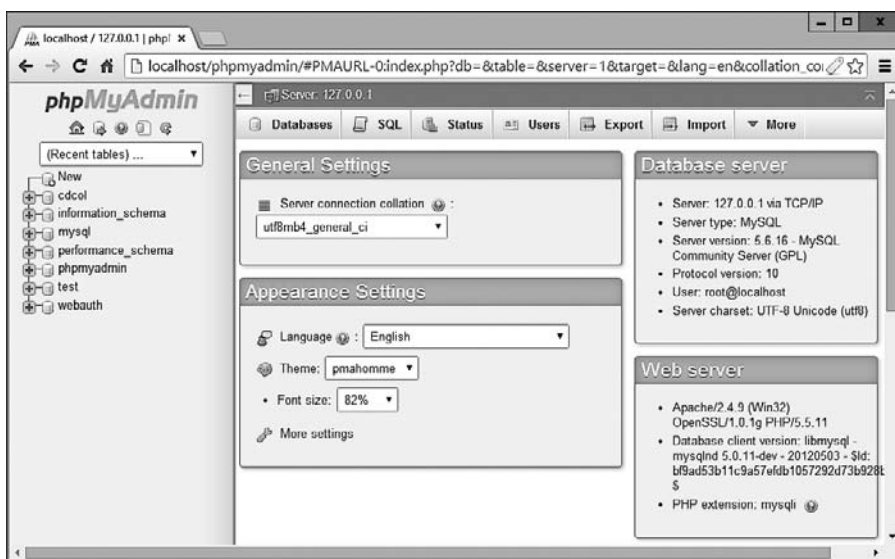 localhost / 127.0.0.1 | phpl
localhost/phpmyadmin/#PMAURL-0:index.php?db=&table=&server=1&target=&lang=en&collation_co
phpMyAdmin
(Recent tables) ...
New
cdcol
information_schema
mysql
performance_schema
phpmyadmin
test
webauth
Server: 127.0.0.1
Databases SQL Status Users Export Import More
General Settings
Server connection collation :
utf8mb4_general_ci
Appearance Settings
Language : English
Theme: pmahomme
Font size: 82%
More settings
Database server
Server: 127.0.0.1 via TCP/IP
Server type: MySQL
Server version: 5.6.16 - MySQL
Community Server (GPL)
Protocol version: 10
User: root@localhost
Server charset: UTF-8 Unicode (utf8)
Web server
Apache/2.4.9 (Win32)
OpenSSL/1.0.1g PHP/5.5.11
Database client version: libmysql -
mysqlnd 5.0.11-dev - 20120503 - $Id:
bf9ad53b11c9a57efdb1057292d73b928b
$
PHP extension: mysqli